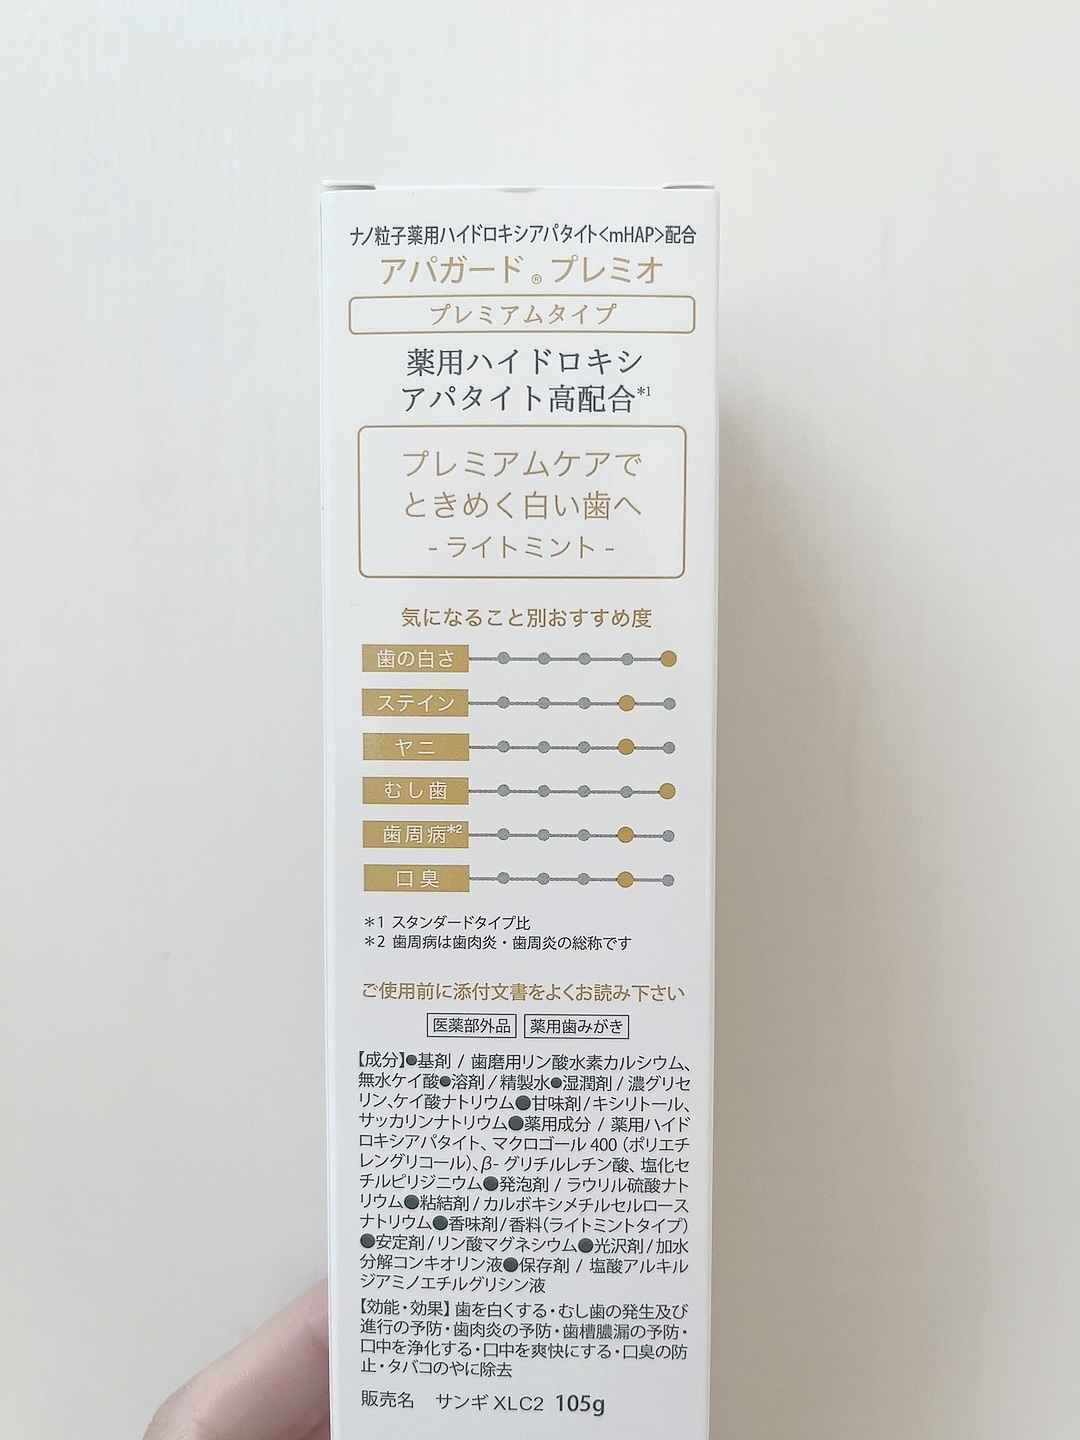 ナノ粒子薬用ハイドロキシアパタイト<mHAP>配合
アパガード®プレミオ
プレミアムタイプ
薬用ハイドロキシ
アパタイト高配合*1
プレミアムケアで
ときめく白い歯へ
- ライトミント -
気になること別おすすめ度
歯の白さ
ステイン
ヤニ
むし歯
歯周病*2
口臭
*1 スタンダードタイプ比
*2 歯周病は歯肉炎・歯周炎の総称です
ご使用前に添付文書をよくお読み下さい
医薬部外品 薬用歯みがき
【成分】●基剤 / 歯磨用リン酸水素カルシウム、
無水ケイ酸●溶剤 / 精製水●湿潤剤 / 濃グリセ
リン、ケイ酸ナトリウム●甘味剤/キシリトール、
サッカリンナトリウム●薬用成分 / 薬用ハイド
ロキシアパタイト、マクロゴール400（ポリエチ
レングリコール）、β- グリチルレチン酸、塩化セ
チルピリジニウム●発泡剤 / ラウリル硫酸ナト
リウム●粘結剤/カルボキシメチルセルロース
ナトリウム●香味剤/香料（ライトミントタイプ）
●安定剤/リン酸マグネシウム●光沢剤/加水
分解コンキオリン液●保存剤 / 塩酸アルキル
ジアミノエチルグリシン液
【効能・効果】歯を白くする・むし歯の発生及び
進行の予防・歯肉炎の予防・歯槽膿漏の予防・
口中を浄化する・口中を爽快にする・口臭の防
止・タバコのやに除去
販売名 サンギ XLC2 105g